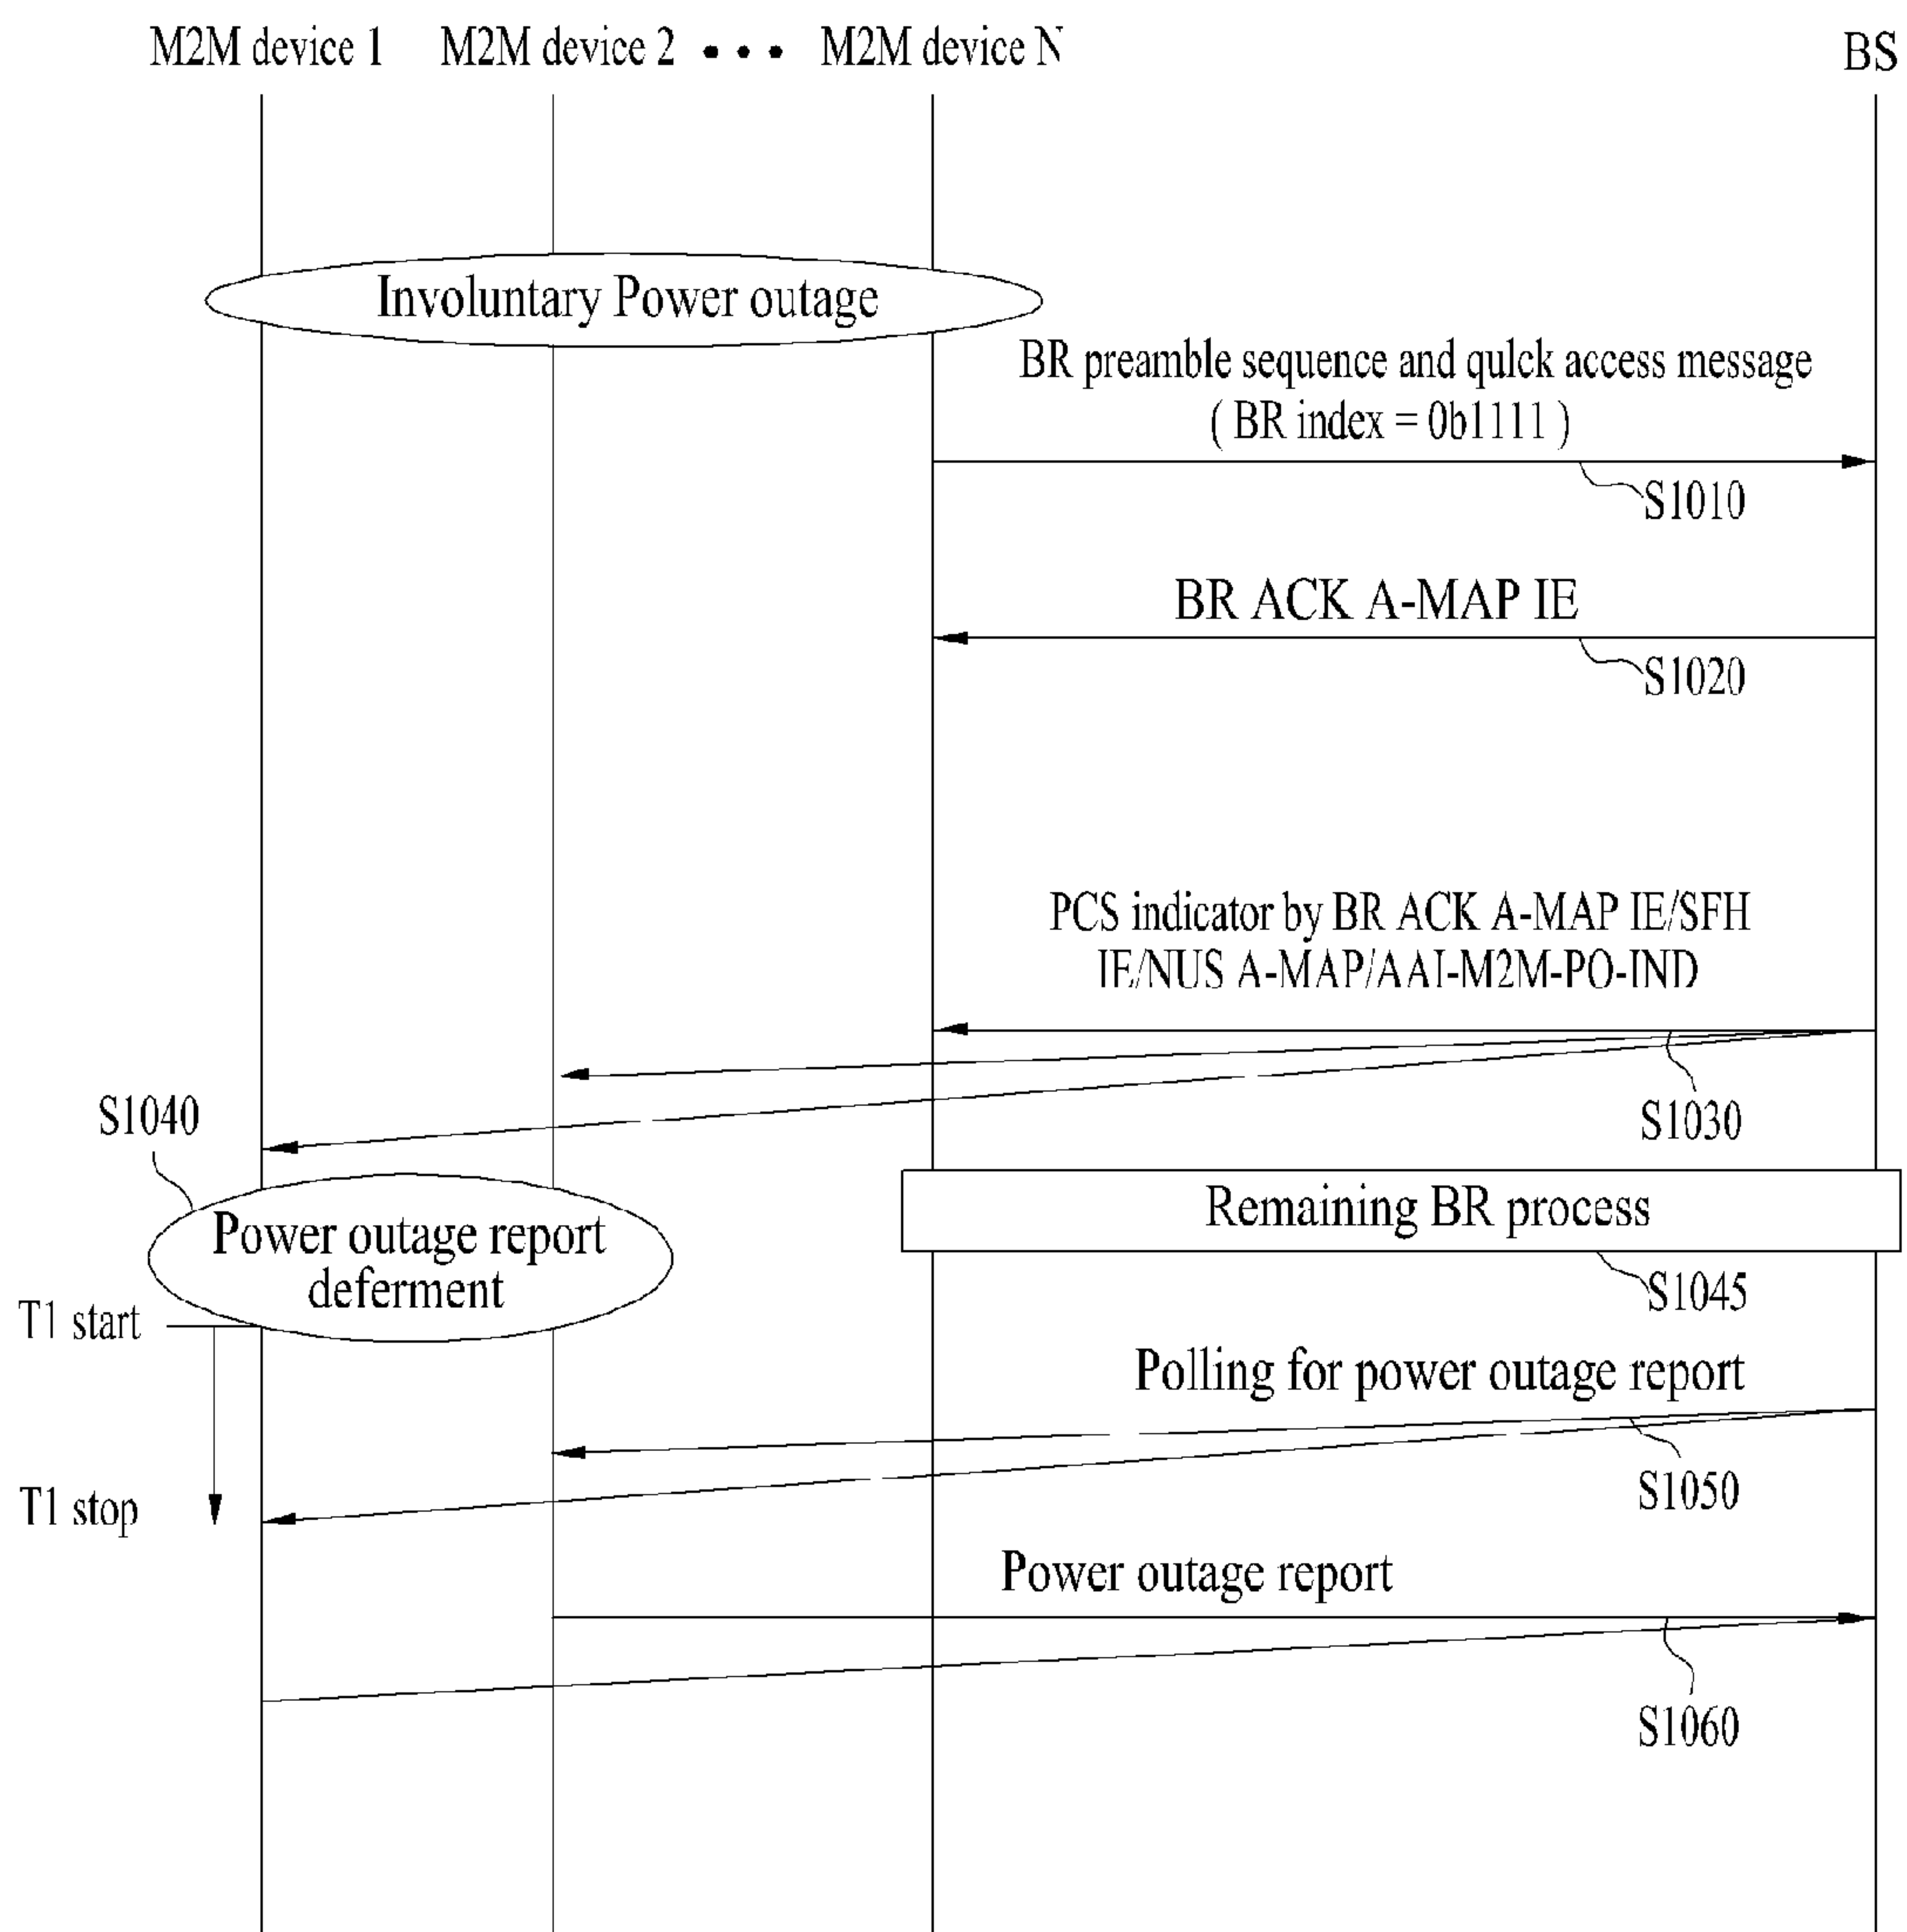 M2M device 1 M2M device 2 • • • M2M device N BS
Involuntary Power outage
BR preamble sequence and qulck access message
( BR index = 0b1111 )
S1010
BR ACK A-MAP IE
S1020
PCS indicator by BR ACK A-MAP IE/SFH
IE/NUS A-MAP/AAI-M2M-PO-IND
S1030
S1040
Power outage report
deferment
Remaining BR process
S1045
T1 start
Polling for power outage report
S1050
T1 stop
Power outage report
S1060